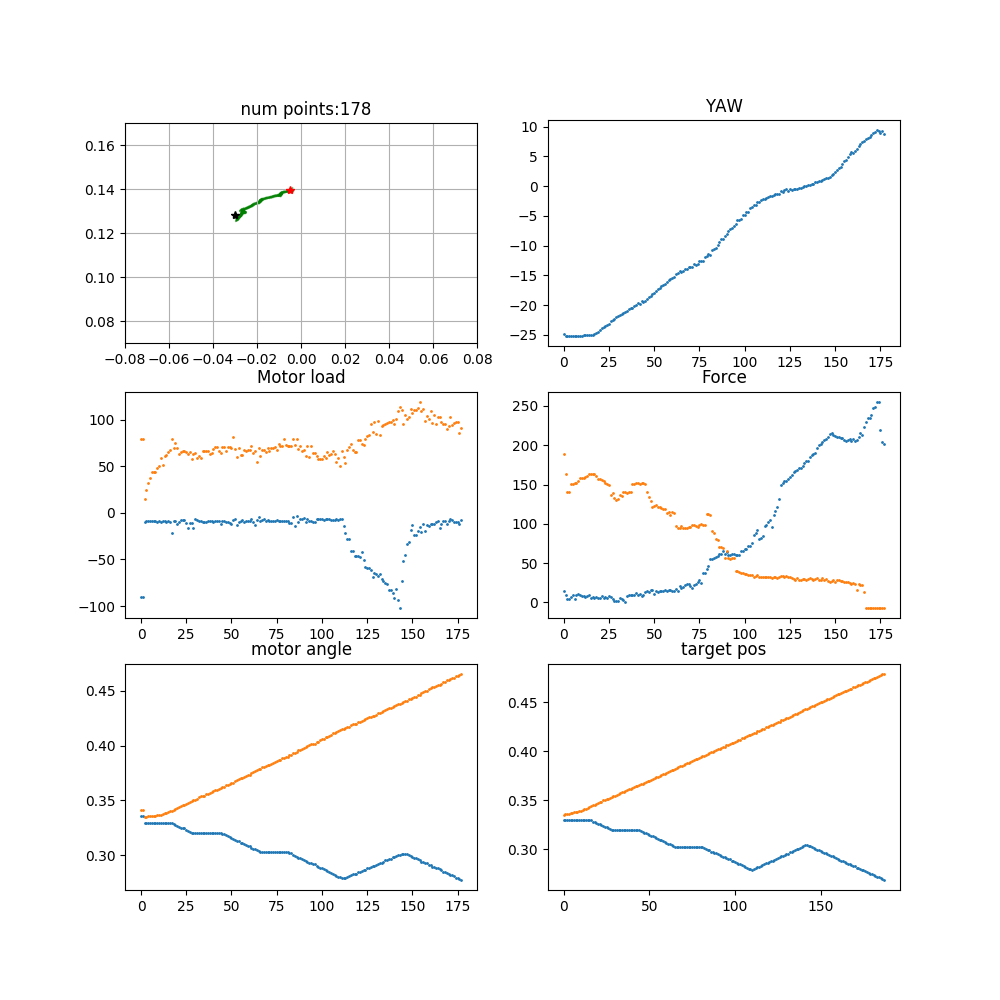 num points:178
0.16
0.14
0.12
0.10
0.08
−0.08 −0.06 −0.04 −0.02 0.00 0.02 0.04 0.06 0.08
YAW
10
5
0
−5
−10
−15
−20
−25
0 25 50 75 100 125 150 175
Motor load
100
50
0
−50
−100
0 25 50 75 100 125 150 175
Force
250
200
150
100
50
0
0 25 50 75 100 125 150 175
motor angle
0.45
0.40
0.35
0.30
0 25 50 75 100 125 150 175
target pos
0.45
0.40
0.35
0.30
0 50 100 150